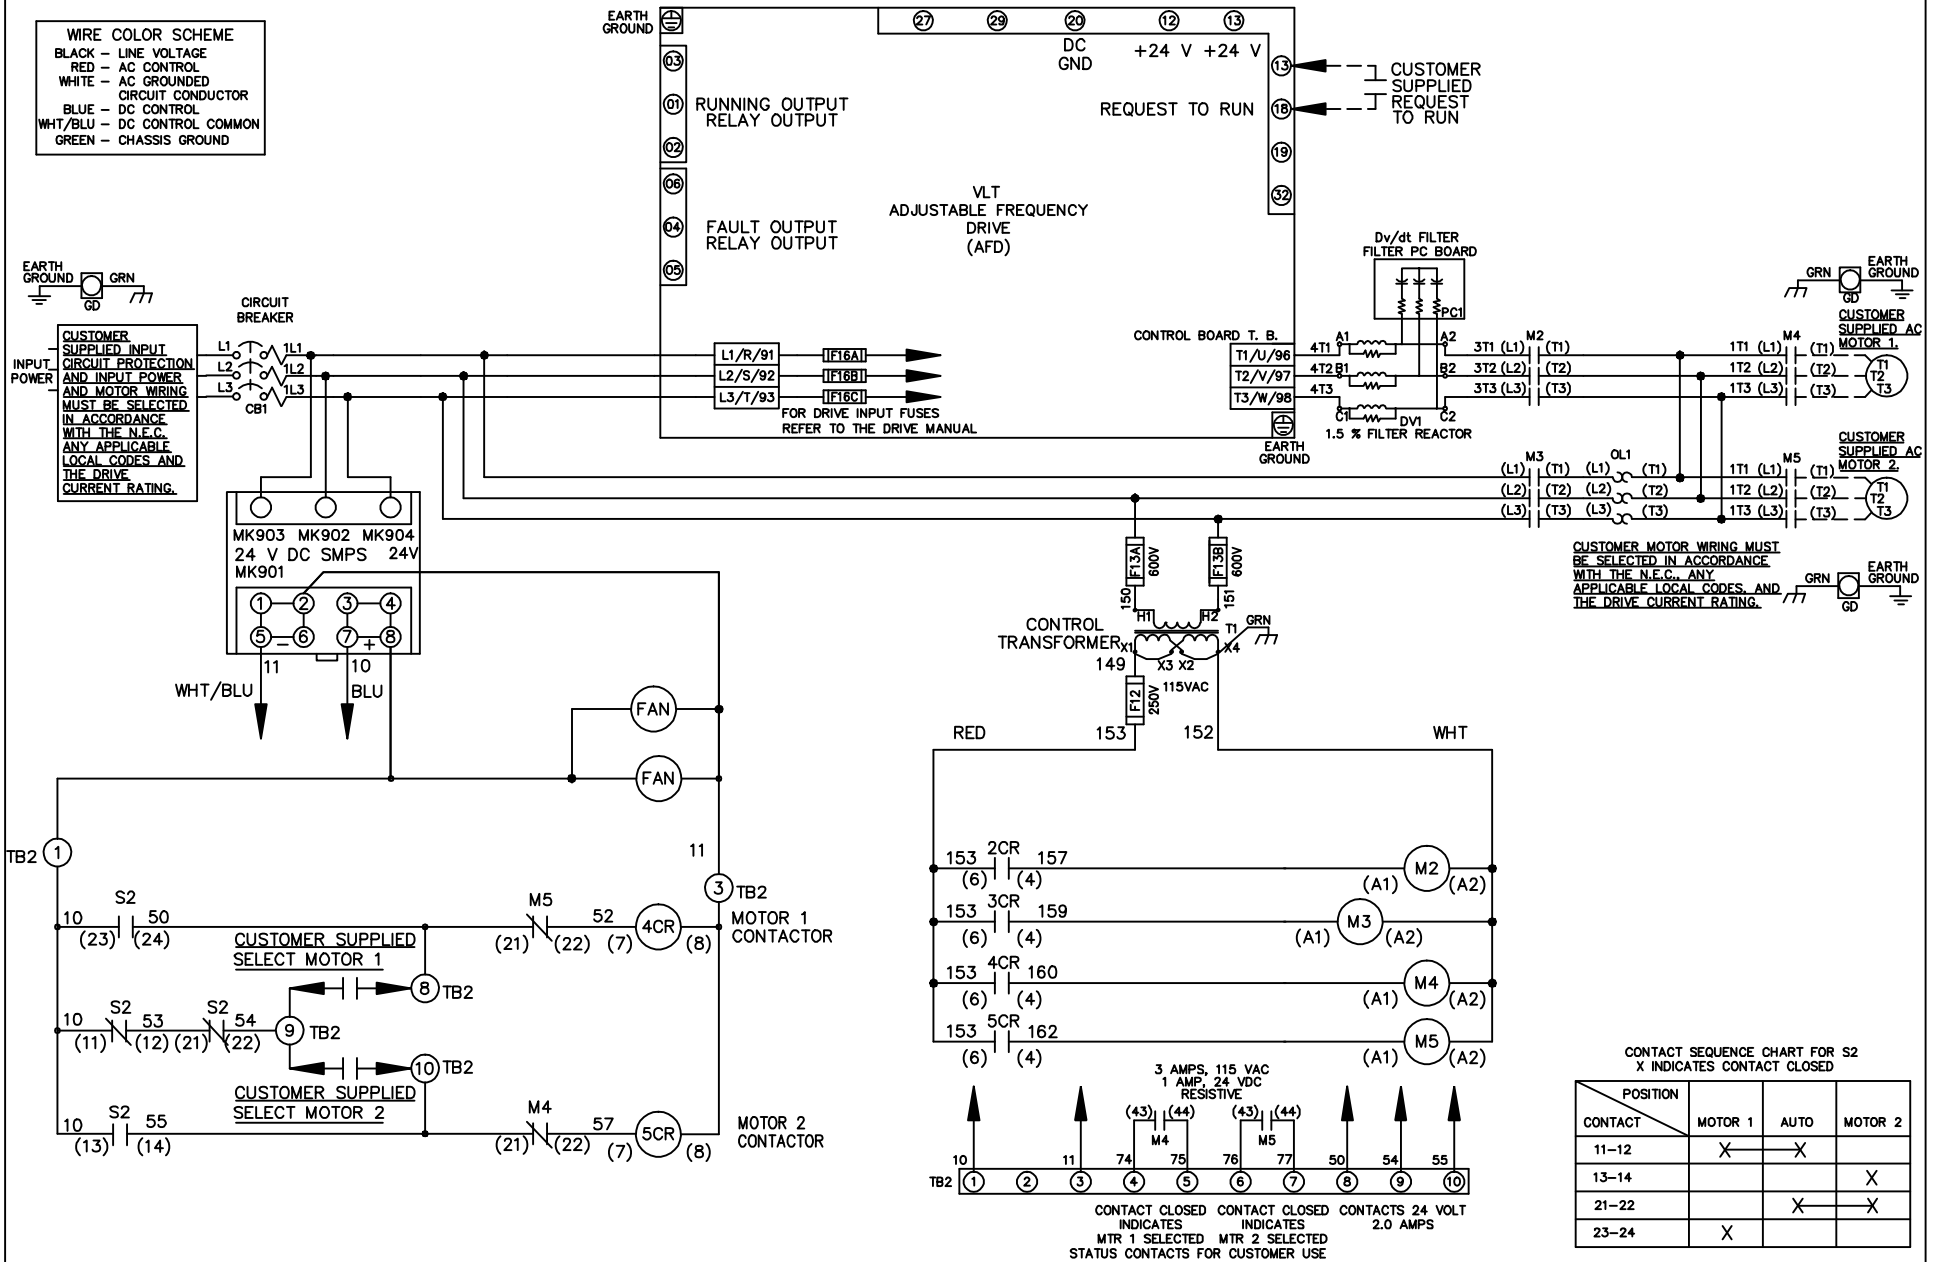 WIRE COLOR SCHEME
BLACK – LINE VOLTAGE
RED – AC CONTROL
WHITE – AC GROUNDED
CIRCUIT CONDUCTOR
BLUE – DC CONTROL
WHT/BLU – DC CONTROL COMMON
GREEN – CHASSIS GROUND
EARTH
GROUND
03
01
02
RUNNING OUTPUT
RELAY OUTPUT
06
04
05
FAULT OUTPUT
RELAY OUTPUT
27 29 20 12 13
DC
GND
+24 V +24 V
13
18
19
32
REQUEST TO RUN
CUSTOMER
SUPPLIED
REQUEST
TO RUN
VLT
ADJUSTABLE FREQUENCY
DRIVE
(AFD)
EARTH
GROUND
GRN
GD
CIRCUIT
BREAKER
INPUT
POWER
CUSTOMER
SUPPLIED INPUT
CIRCUIT PROTECTION
AND INPUT POWER
AND MOTOR WIRING
MUST BE SELECTED
IN ACCORDANCE
WITH THE N.E.C.
ANY APPLICABLE
LOCAL CODES AND
THE DRIVE
CURRENT RATING.
L1 1L1
L2 1L2
L3 1L3
CB1
L1/R/91 F16A
L2/S/92 F16B
L3/T/93 F16C
FOR DRIVE INPUT FUSES
REFER TO THE DRIVE MANUAL
CONTROL BOARD T. B.
T1/U/96
T2/V/97
T3/W/98
EARTH
GROUND
Dv/dt FILTER
FILTER PC BOARD
PC1
4T1 A1 A2
4T2 B1 B2
4T3 C1 C2
DV1
1.5 % FILTER REACTOR
M2
3T1 (L1) (T1)
3T2 (L2) (T2)
3T3 (L3) (T3)
M4
1T1 (L1) (T1)
1T2 (L2) (T2)
1T3 (L3) (T3)
T1
T2
T3
GRN
GD
EARTH
GROUND
CUSTOMER
SUPPLIED AC
MOTOR 1.
M3
(L1) (T1)
(L2) (T2)
(L3) (T3)
OL1
(L1) (T1)
(L2) (T2)
(L3) (T3)
M5
1T1 (L1) (T1)
1T2 (L2) (T2)
1T3 (L3) (T3)
T1
T2
T3
CUSTOMER
SUPPLIED AC
MOTOR 2.
CUSTOMER MOTOR WIRING MUST
BE SELECTED IN ACCORDANCE
WITH THE N.E.C., ANY
APPLICABLE LOCAL CODES, AND
THE DRIVE CURRENT RATING.
GRN
GD
EARTH
GROUND
MK903 MK902 MK904
24 V DC SMPS 24V
MK901
1 2 3 4
5 – 6 7 + 8
11
10
WHT/BLU
BLU
FAN
FAN
F13A
600V
F13B
600V
150
151
H1 H2
CONTROL
TRANSFORMER
T1
GRN
X1 X3 X2 X4
149
115VAC
F12
250V
RED
153
152
WHT
TB2 1
11
3 TB2
S2
10 50
(23) (24)
M5
(21) (22)
52
(7) 4CR (8)
MOTOR 1
CONTACTOR
CUSTOMER SUPPLIED
SELECT MOTOR 1
8 TB2
S2
10 53
(11) (12)
S2
54
(21) (22)
9 TB2
10 TB2
CUSTOMER SUPPLIED
SELECT MOTOR 2
S2
10 55
(13) (14)
M4
(21) (22)
57
(7) 5CR (8)
MOTOR 2
CONTACTOR
2CR
153 157
(6) (4)
M2
(A1) (A2)
3CR
153 159
(6) (4)
M3
(A1) (A2)
4CR
153 160
(6) (4)
M4
(A1) (A2)
5CR
153 162
(6) (4)
M5
(A1) (A2)
3 AMPS, 115 VAC
1 AMP, 24 VDC
RESISTIVE
(43) (44)
M4
(43) (44)
M5
10 11 74 75 76 77 50 54 55
TB2 1 2 3 4 5 6 7 8 9 10
CONTACT CLOSED
INDICATES
MTR 1 SELECTED
CONTACT CLOSED
INDICATES
MTR 2 SELECTED
CONTACTS 24 VOLT
2.0 AMPS
STATUS CONTACTS FOR CUSTOMER USE
CONTACT SEQUENCE CHART FOR S2
X INDICATES CONTACT CLOSED
POSITION
CONTACT MOTOR 1 AUTO MOTOR 2
11–12 X X
13–14 X
21–22 X X
23–24 X